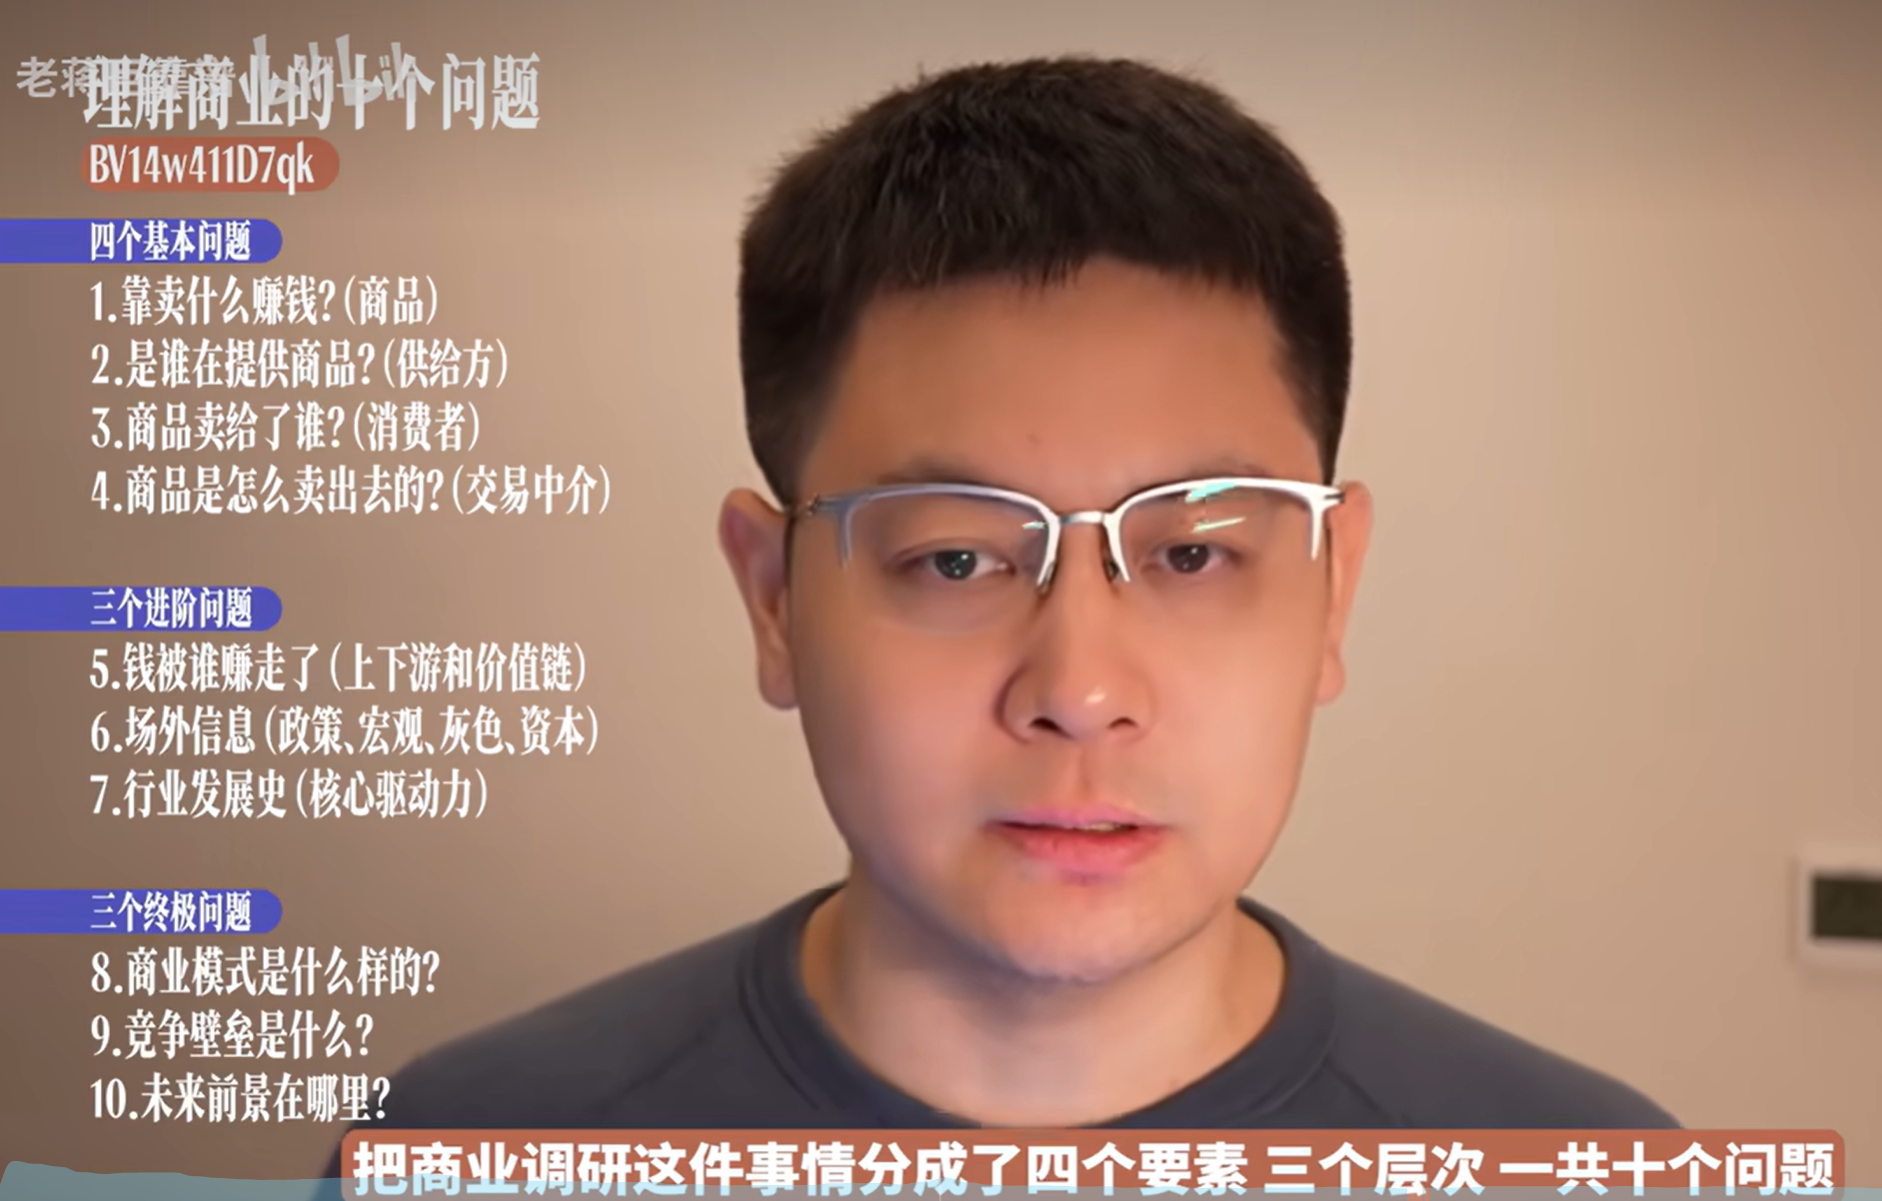 理解商业的十个问题
BV14w411D7qk
四个基本问题
1.靠卖什么赚钱?(商品)
2.是谁在提供商品?(供给方)
3.商品卖给了谁?(消费者)
4.商品是怎么卖出去的?(交易中介)
三个进阶问题
5.钱被谁赚走了(上下游和价值链)
6.场外信息(政策、宏观、灰色、资本)
7.行业发展史(核心驱动力)
三个终极问题
8.商业模式是什么样的?
9.竞争壁垒是什么?
10.未来前景在哪里?
把商业调研这件事情分成了四个要素 三个层次 一共十个问题